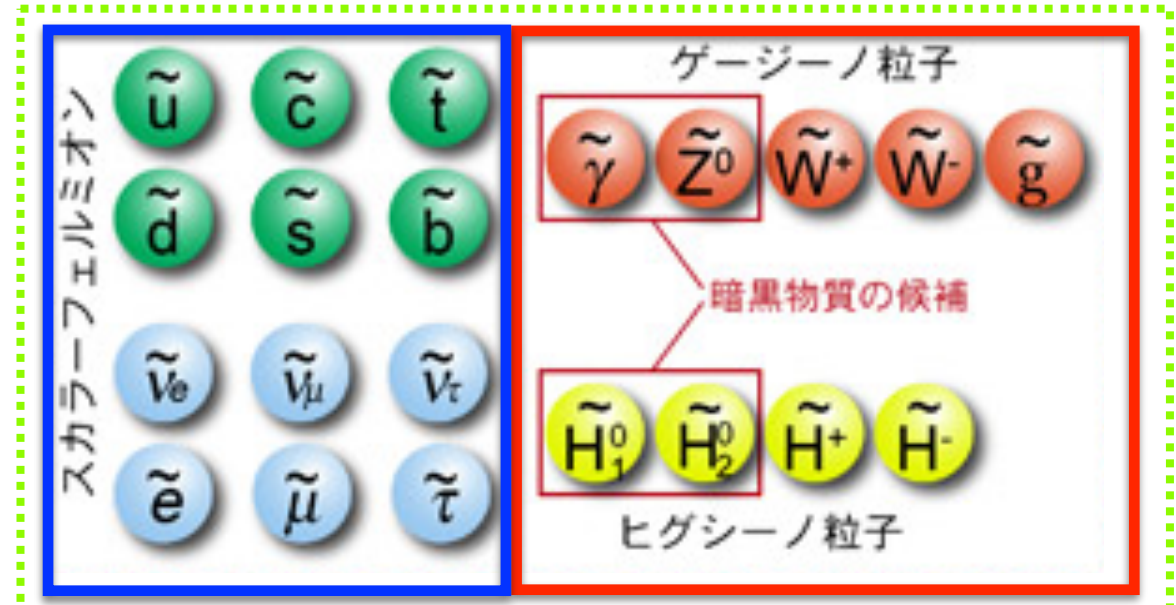 スカラーフェルミオン
ũ c̃ t̃
d̃ s̃ b̃
ν̃e ν̃μ ν̃τ
ẽ μ̃ τ̃
ゲージーノ粒子
γ̃ Z̃⁰ W̃⁺ W̃⁻ g̃
暗黒物質の候補
H̃⁰₁ H̃⁰₂ H̃⁺ H̃⁻
ヒグシーノ粒子